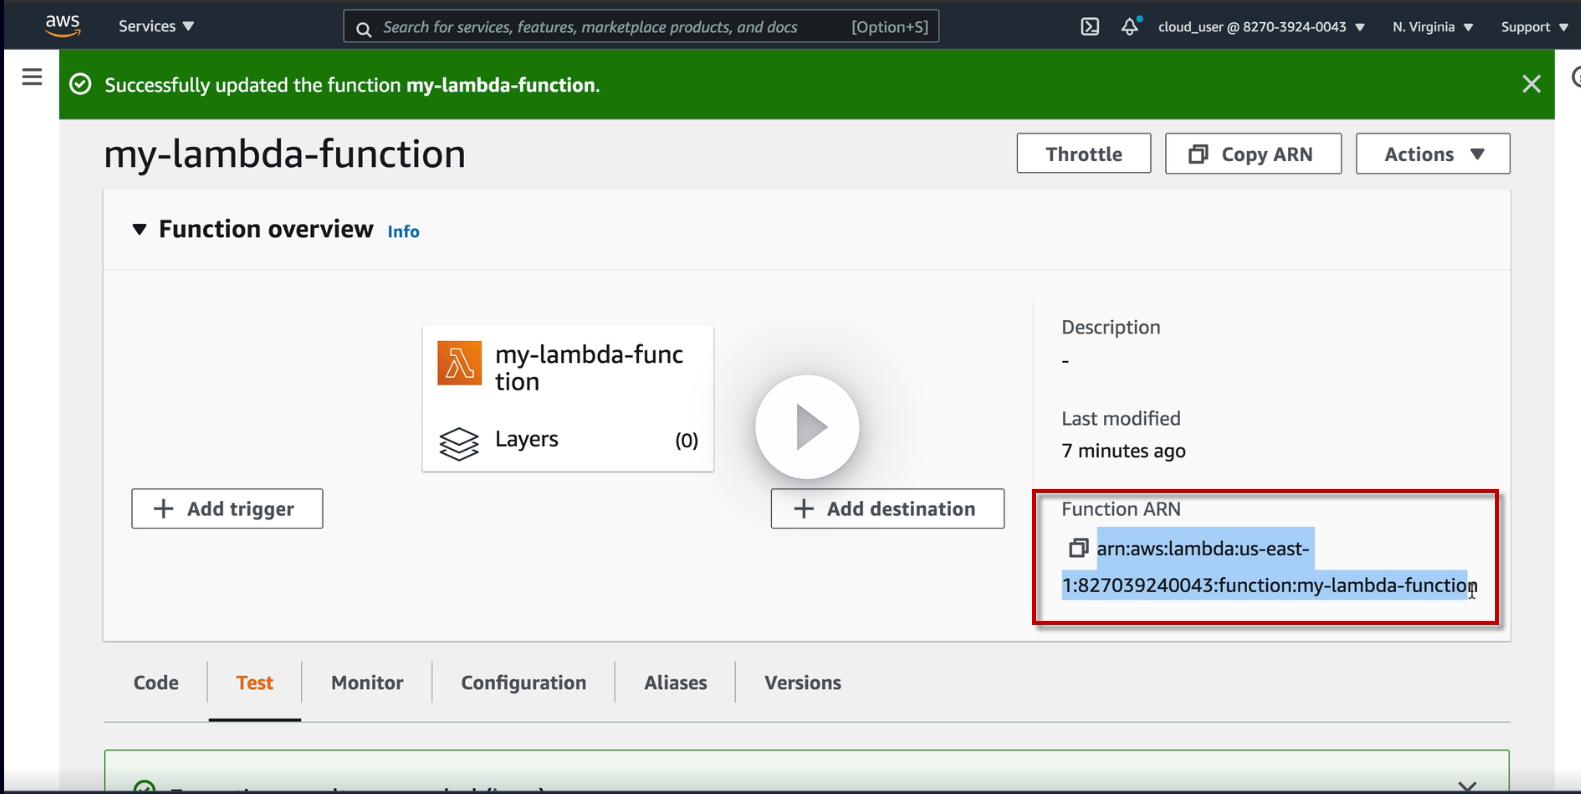 aws
Services
Search for services, features, marketplace products, and docs
[Option+S]
cloud_user @ 8270-3924-0043
N. Virginia
Support
Successfully updated the function my-lambda-function.
my-lambda-function
Throttle
Copy ARN
Actions
Function overview Info
my-lambda-func
tion
Layers (0)
Add trigger
Add destination
Description
-
Last modified
7 minutes ago
Function ARN
arn:aws:lambda:us-east-
1:827039240043:function:my-lambda-function
Code
Test
Monitor
Configuration
Aliases
Versions